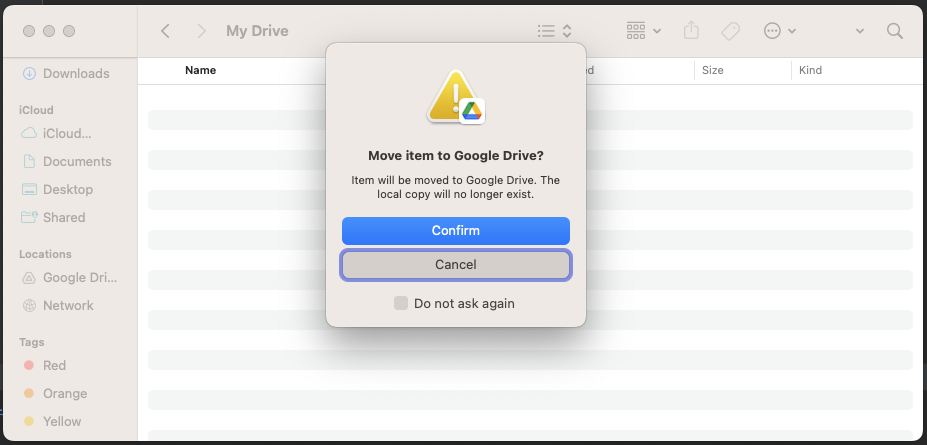 My Drive
Downloads
Name
ed
Size
Kind
iCloud
iCloud...
Documents
Desktop
Shared
Locations
Google Dri...
Network
Tags
Red
Orange
Yellow
Move item to Google Drive?
Item will be moved to Google Drive. The
local copy will no longer exist.
Confirm
Cancel
Do not ask again